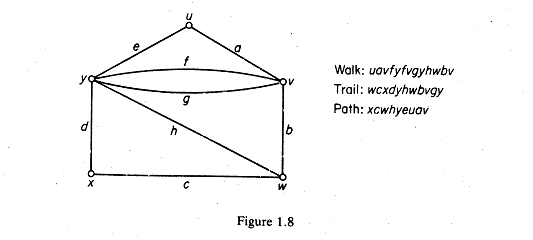 u
e
a
y
f
v
g
d
h
b
x
c
w
Walk: uavfyfvgyhwbv
Trail: wcxdyhwbvgy
Path: xcwhyeuav
Figure 1.8